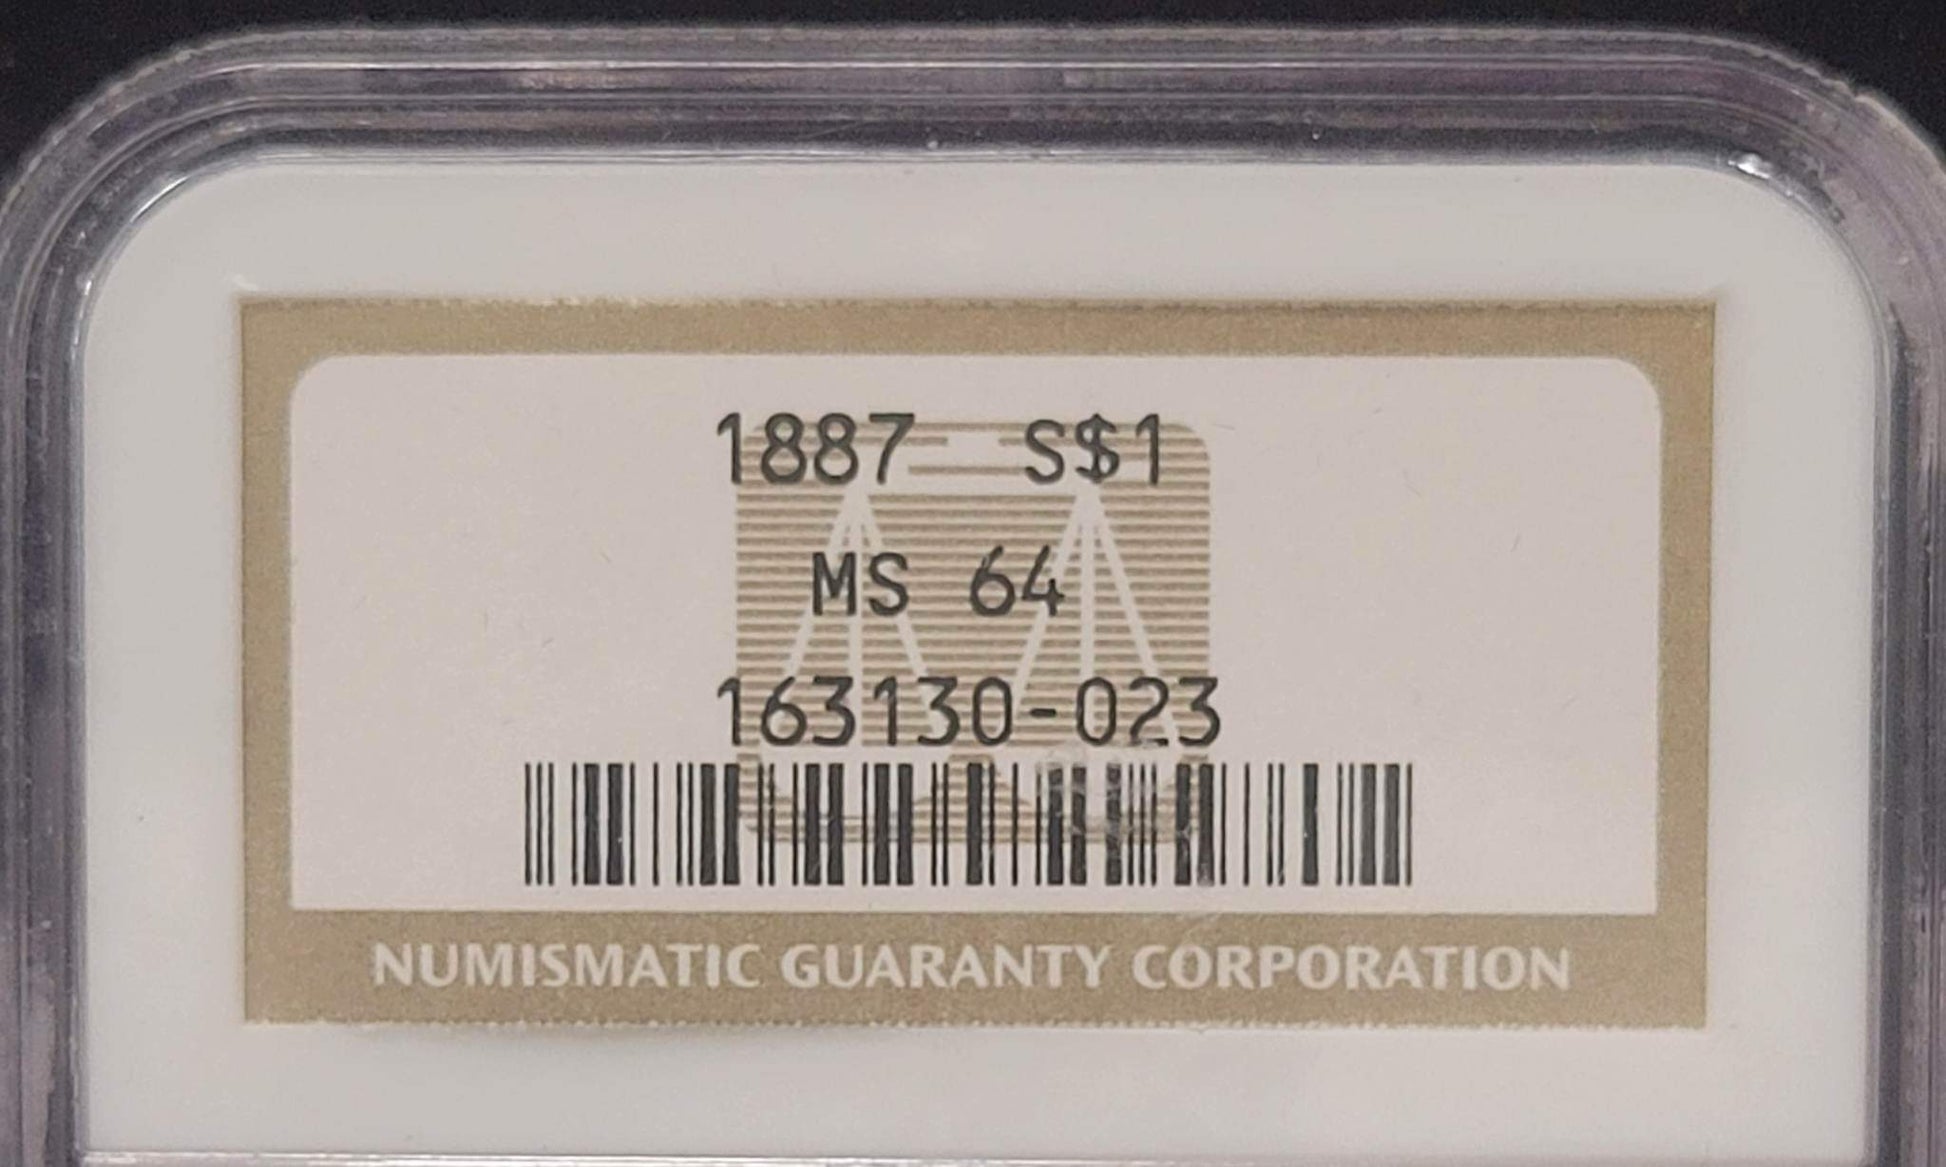 1887 S$1
MS 64
163130-023
NUMISMATIC GUARANTY CORPORATION